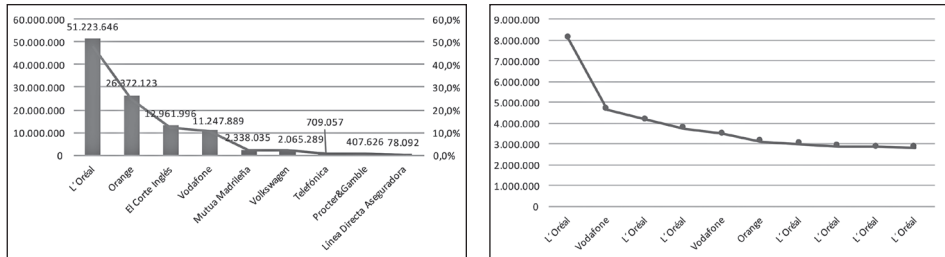 60.000.000
50.000.000
40.000.000
30.000.000
20.000.000
10.000.000
0
51.223.646
26.372.123
12.961.996
11.247.889
2.338.035
2.065.289
709.057
407.626
78.092
60,0%
50,0%
40,0%
30,0%
20,0%
10,0%
0,0%
L´Oréal
Orange
El Corte Inglés
Vodafone
Mutua Madrileña
Volkswagen
Telefónica
Procter&Gamble
Línea Directa Aseguradora
9.000.000
8.000.000
7.000.000
6.000.000
5.000.000
4.000.000
3.000.000
2.000.000
1.000.000
0
L´Oréal
Vodafone
L´Oréal
L´Oréal
Vodafone
Orange
L´Oréal
L´Oréal
L´Oréal
L´Oréal